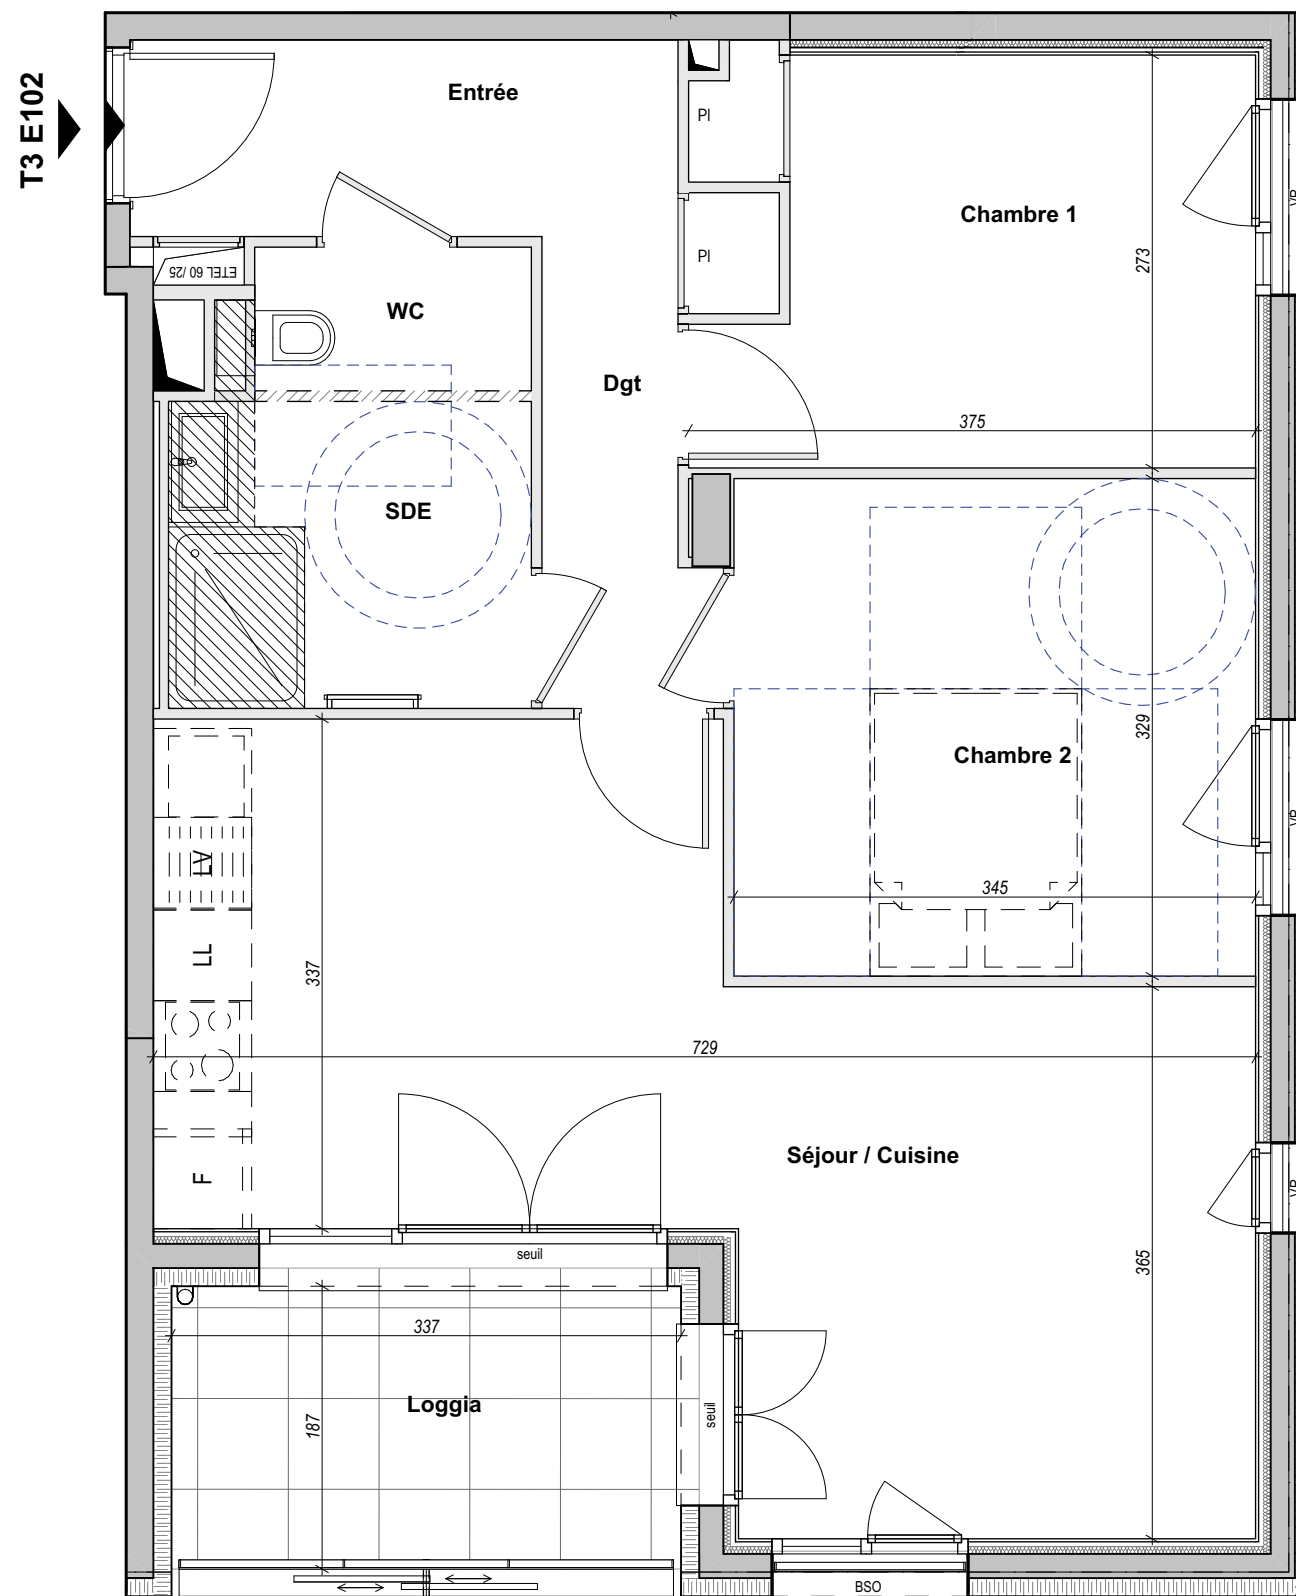 T3 E102
Entrée
Pl
Chambre 1
273
Pl
ETEL 60 /25
WC
Dgt
375
SDE
Chambre 2
329
345
LV
LL
337
729
F
Séjour / Cuisine
seuil
365
337
Loggia
187
seuil
BSO